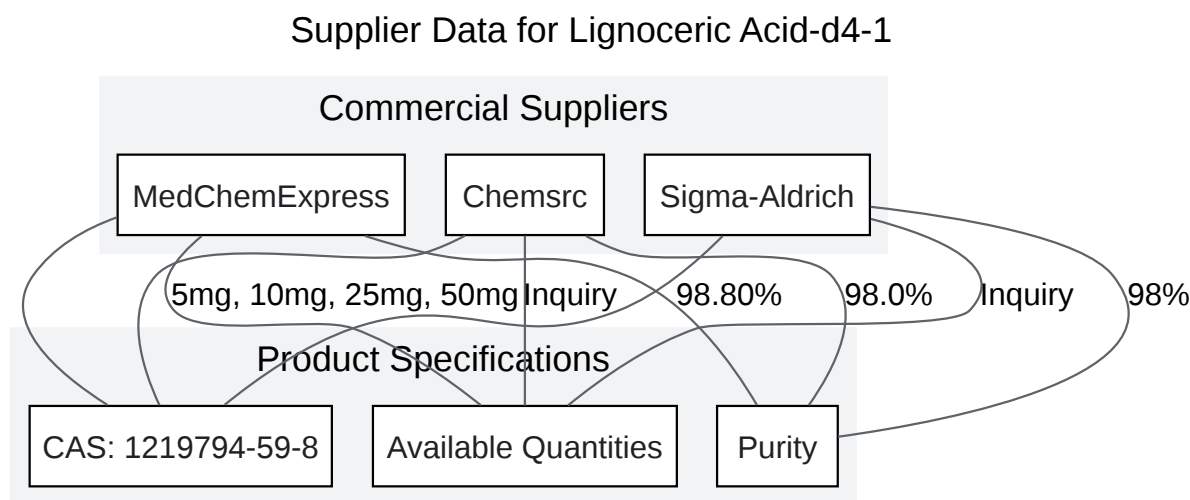 Supplier Data for Lignoceric Acid-d4-1
Commercial Suppliers
MedChemExpress
Chemsrc
Sigma-Aldrich
5mg, 10mg, 25mg, 50mg
Inquiry
98.80%
98.0%
Inquiry
98%
Product Specifications
CAS: 1219794-59-8
Available Quantities
Purity